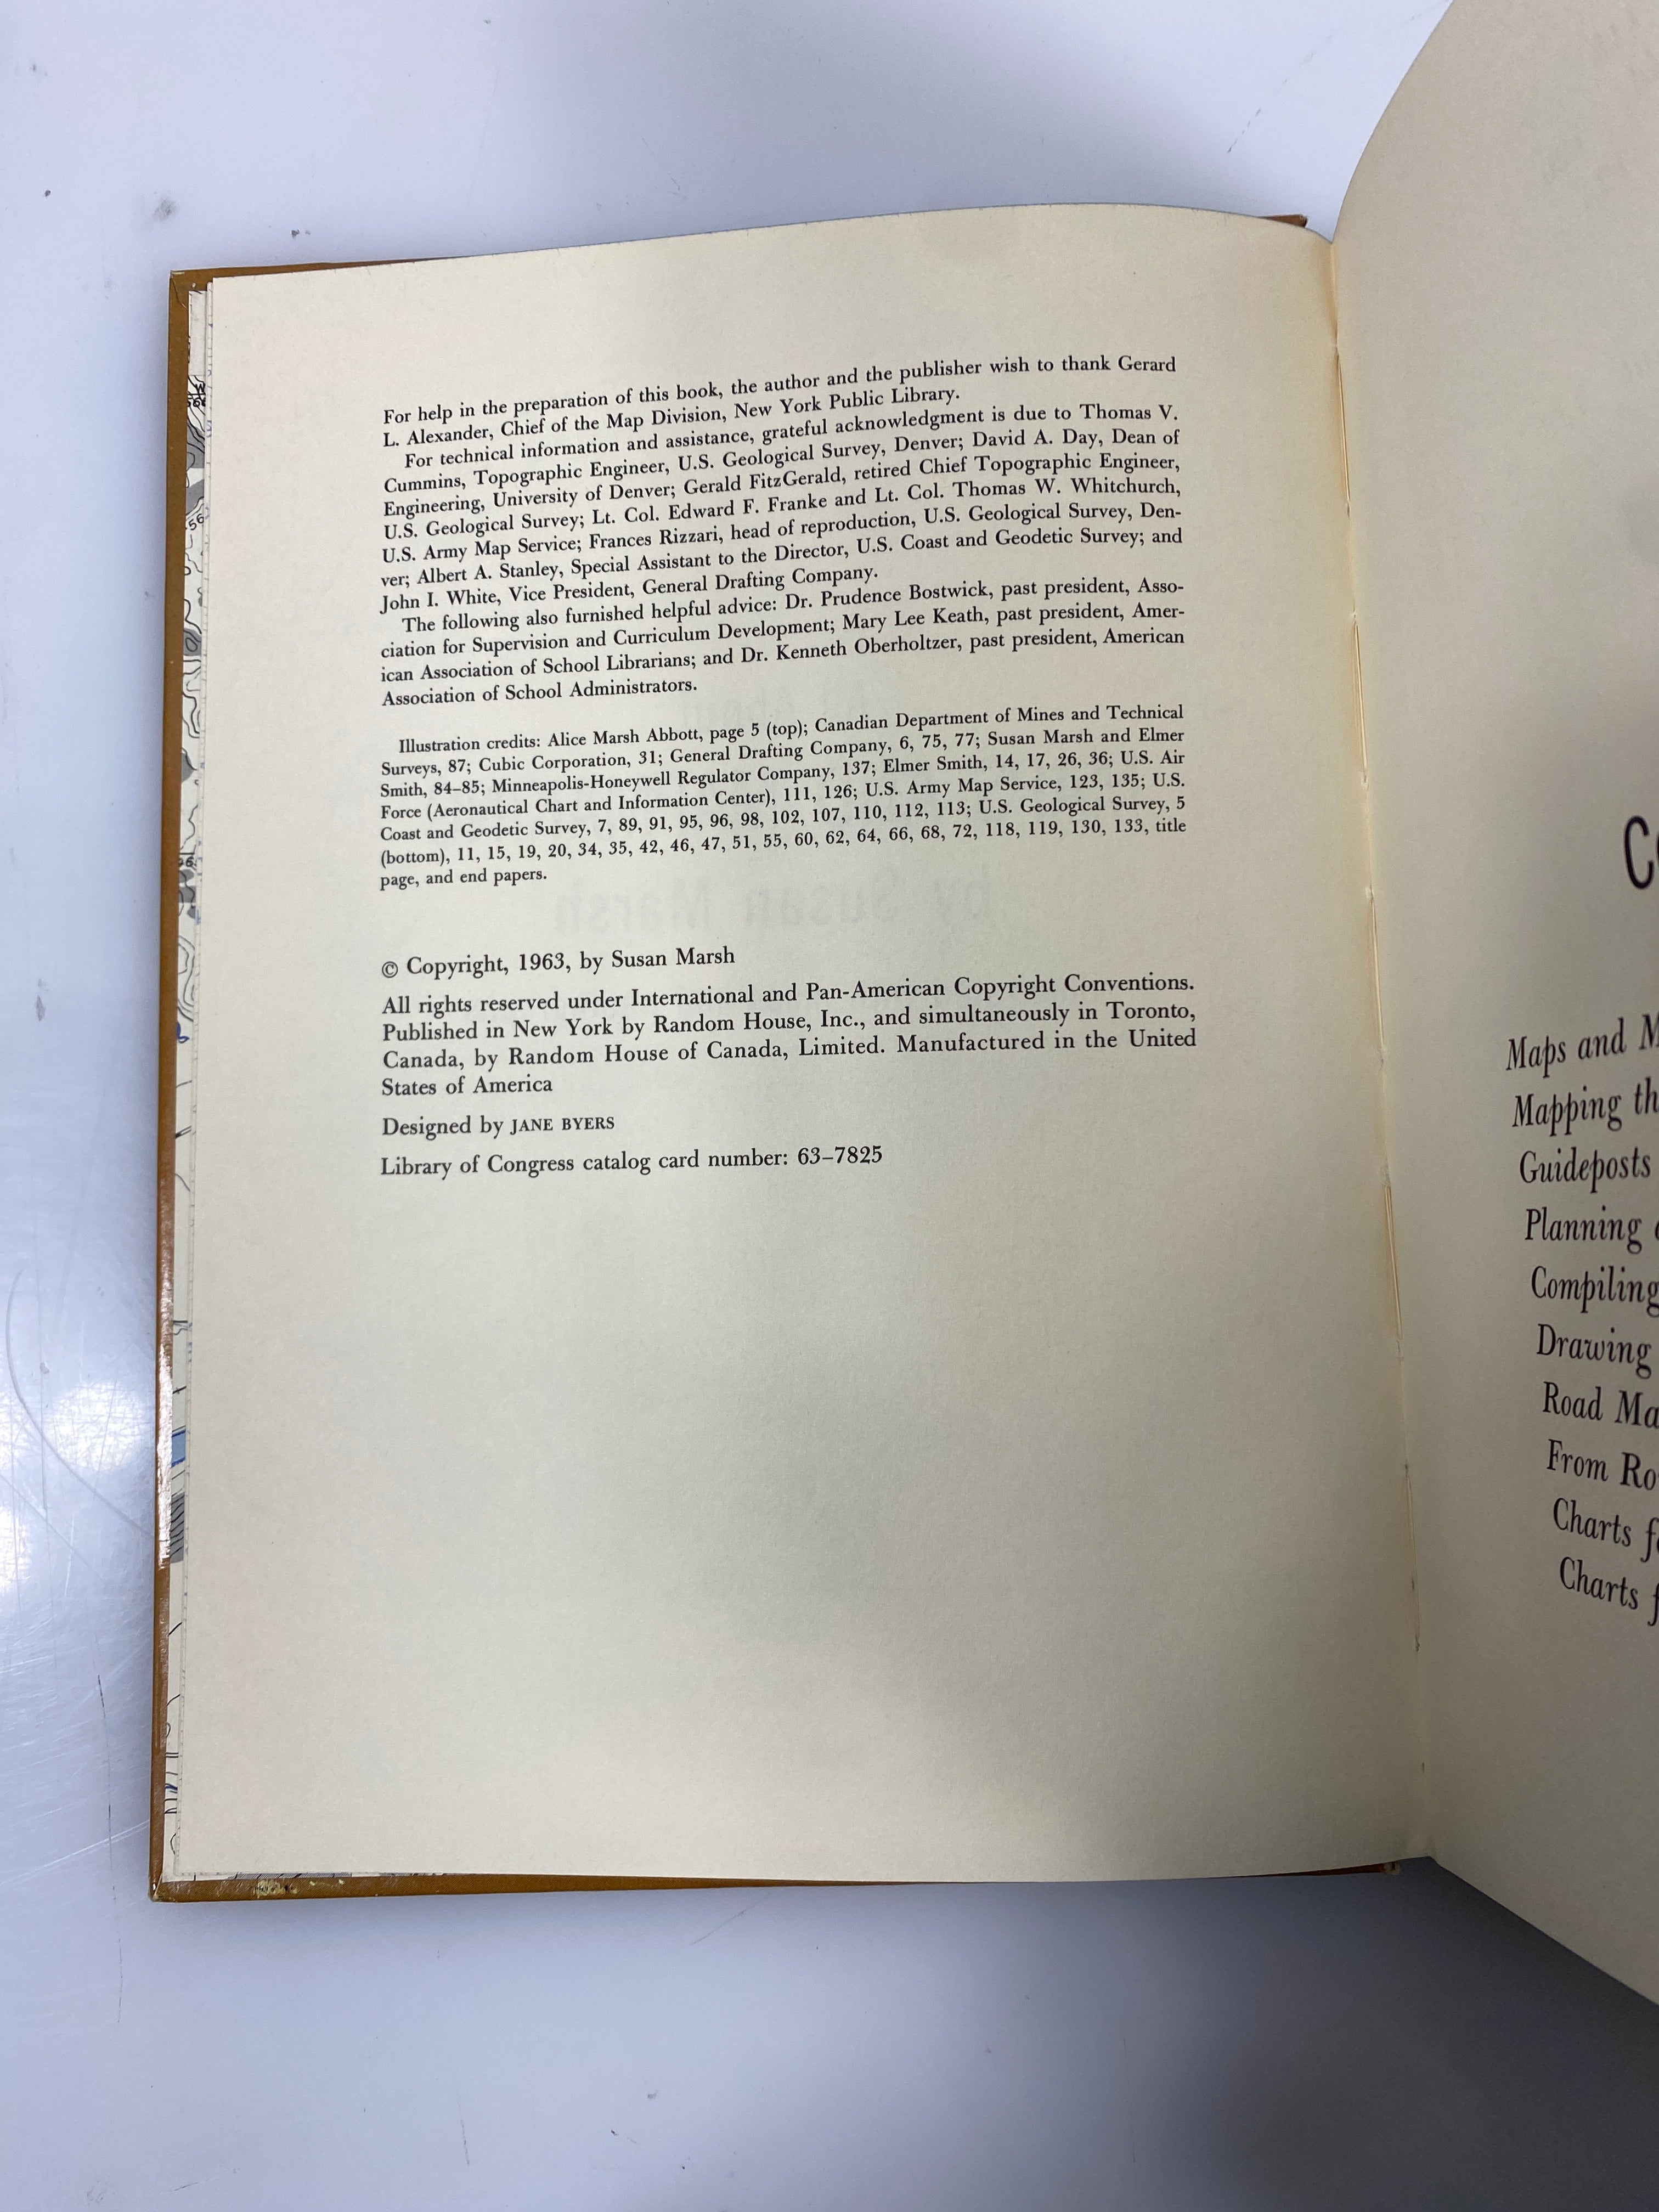 For help in the preparation of this book, the author and the publisher wish to thank Gerard
L. Alexander, Chief of the Map Division, New York Public Library.
For technical information and assistance, grateful acknowledgment is due to Thomas V.
Cummins, Topographic Engineer, U.S. Geological Survey, Denver; David A. Day, Dean of
Engineering, University of Denver; Gerald FitzGerald, retired Chief Topographic Engineer,
U.S. Geological Survey; Lt. Col. Edward F. Franke and Lt. Col. Thomas W. Whitchurch,
U.S. Army Map Service; Frances Rizzari, head of reproduction, U.S. Geological Survey, Den-
ver; Albert A. Stanley, Special Assistant to the Director, U.S. Coast and Geodetic Survey; and
John I. White, Vice President, General Drafting Company.
The following also furnished helpful advice: Dr. Prudence Bostwick, past president, Asso-
ciation for Supervision and Curriculum Development; Mary Lee Keath, past president, Amer-
ican Association of School Librarians; and Dr. Kenneth Oberholtzer, past president, American
Association of School Administrators.
Illustration credits: Alice Marsh Abbott, page 5 (top); Canadian Department of Mines and Technical
Surveys, 87; Cubic Corporation, 31; General Drafting Company, 6, 75, 77; Susan Marsh and Elmer
Smith, 84–85; Minneapolis-Honeywell Regulator Company, 137; Elmer Smith, 14, 17, 26, 36; U.S. Air
Force (Aeronautical Chart and Information Center), 111, 126; U.S. Army Map Service, 123, 135; U.S.
Coast and Geodetic Survey, 7, 89, 91, 95, 96, 98, 102, 107, 110, 112, 113; U.S. Geological Survey, 5
(bottom), 11, 15, 19, 20, 34, 35, 42, 46, 47, 51, 55, 60, 62, 64, 66, 68, 72, 118, 119, 130, 133, title
page, and end papers.
© Copyright, 1963, by Susan Marsh
All rights reserved under International and Pan-American Copyright Conventions.
Published in New York by Random House, Inc., and simultaneously in Toronto,
Canada, by Random House of Canada, Limited. Manufactured in the United
States of America
Designed by JANE BYERS
Library of Congress catalog card number: 63–7825
Maps and
Mapping
Guideposts
Planning
Compiling
Drawing
Road
From
Charts
Charts